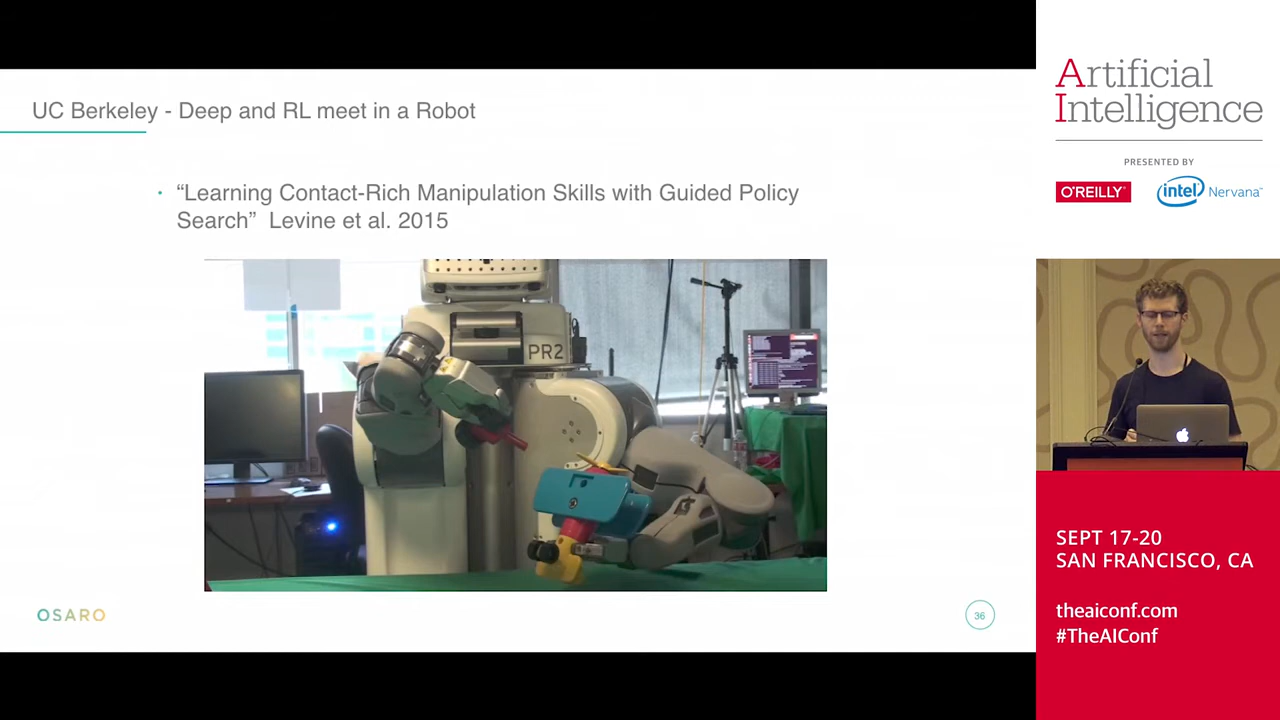 UC Berkeley - Deep and RL meet in a Robot
• “Learning Contact-Rich Manipulation Skills with Guided Policy
Search” Levine et al. 2015
PR2
OSARO
36
Artificial
Intelligence
PRESENTED BY
O'REILLY®
intel Nervana™
SEPT 17-20
SAN FRANCISCO, CA
theaiconf.com
#TheAIConf